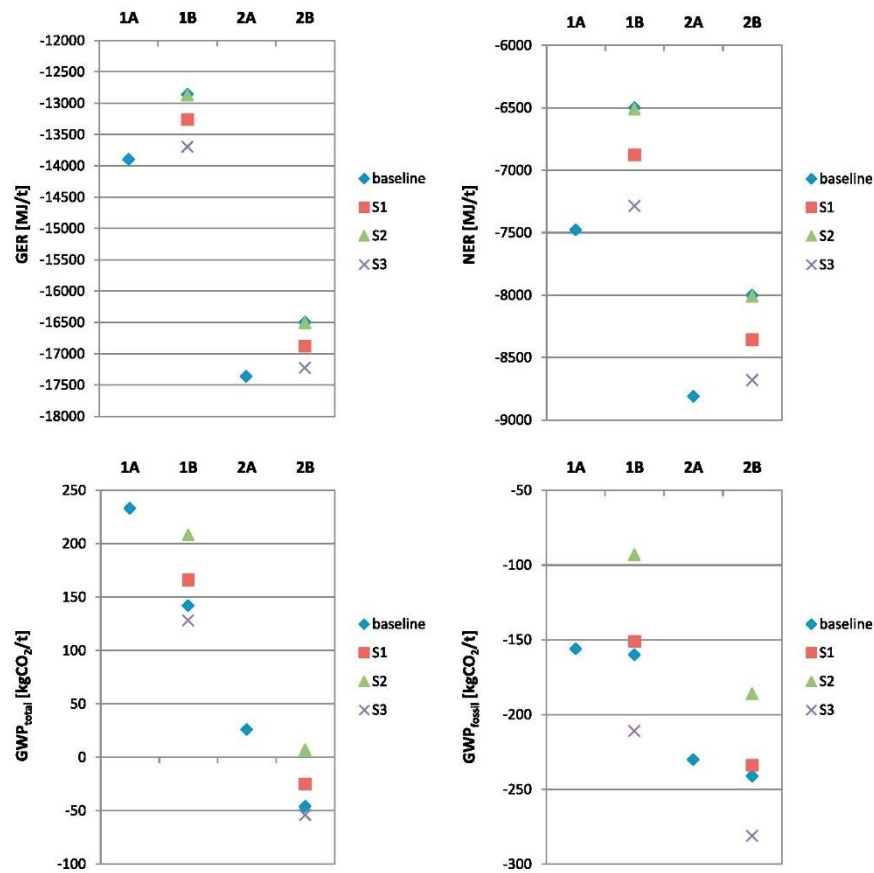 1A 1B 2A 2B
-12000
-12500
-13000
-13500
-14000
-14500
-15000
-15500
-16000
-16500
-17000
-17500
-18000
GER [MJ/t]
baseline
S1
S2
S3
1A 1B 2A 2B
-6000
-6500
-7000
-7500
-8000
-8500
-9000
NER [MJ/t]
baseline
S1
S2
S3
1A 1B 2A 2B
250
200
150
100
50
0
-50
-100
GWPtotal [kgCO2/t]
baseline
S1
S2
S3
1A 1B 2A 2B
-50
-100
-150
-200
-250
-300
GWPfossil [kgCO2/t]
baseline
S1
S2
S3